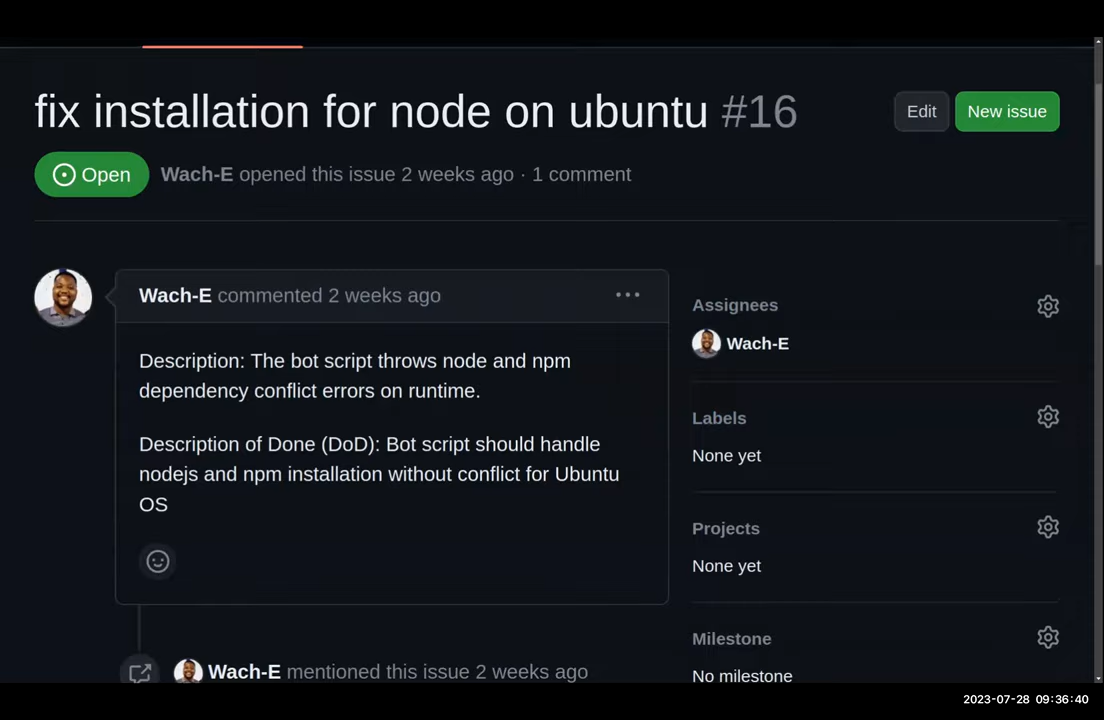 fix installation for node on ubuntu #16
Edit
New issue
Open
Wach-E opened this issue 2 weeks ago · 1 comment
Wach-E commented 2 weeks ago
Description: The bot script throws node and npm
dependency conflict errors on runtime.
Description of Done (DoD): Bot script should handle
nodejs and npm installation without conflict for Ubuntu
OS
Wach-E mentioned this issue 2 weeks ago
Assignees
Wach-E
Labels
None yet
Projects
None yet
Milestone
No milestone
2023-07-28 09:36:40